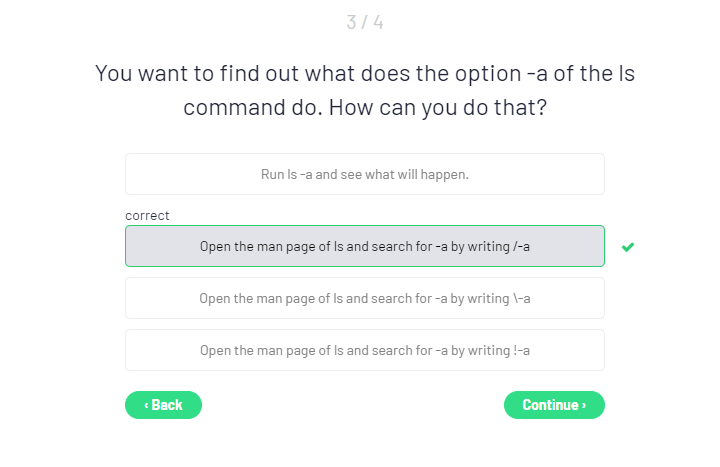 3 / 4
You want to find out what does the option -a of the ls
command do. How can you do that?
Run ls -a and see what will happen.
correct
Open the man page of ls and search for -a by writing /-a
Open the man page of ls and search for -a by writing \-a
Open the man page of ls and search for -a by writing !-a
‹ Back
Continue ›